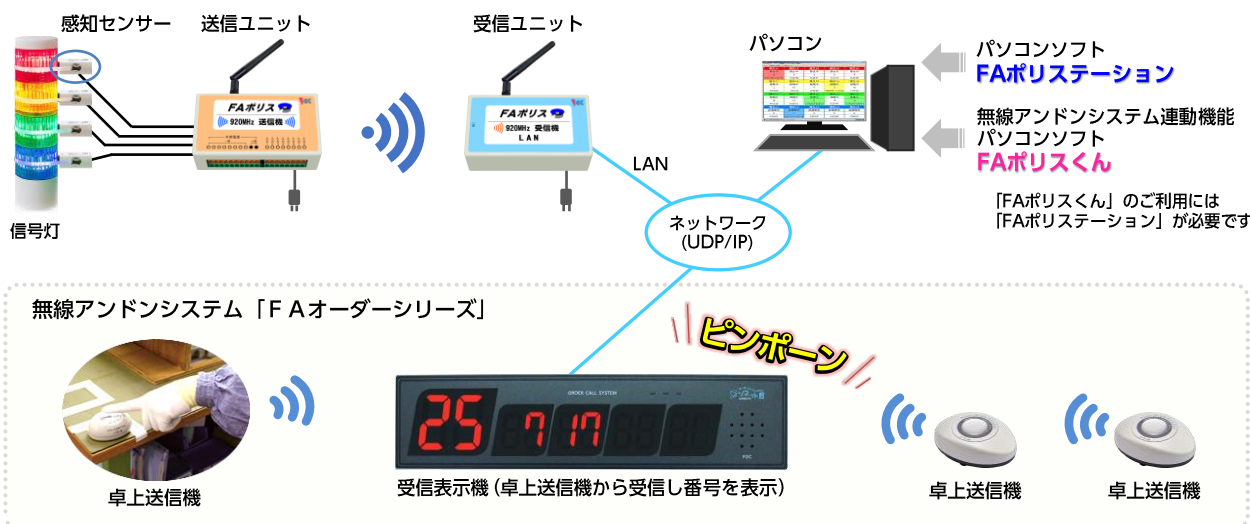 感知センサー
送信ユニット
受信ユニット
パソコン
パソコンソフト
FAポリステーション
無線アンドンシステム連動機能
パソコンソフト
FAポリスくん
「FAポリスくん」のご利用には
「FAポリステーション」が必要です
FAポリス
920MHz 送信機
FAポリス
920MHz 受信機
LAN
LAN
信号灯
ネットワーク
(UDP/IP)
無線アンドンシステム「ＦＡオーダーシリーズ」
ピンポーン
ORDER CALL SYSTEM
25 7 17
卓上送信機
受信表示機（卓上送信機から受信し番号を表示）
卓上送信機
卓上送信機